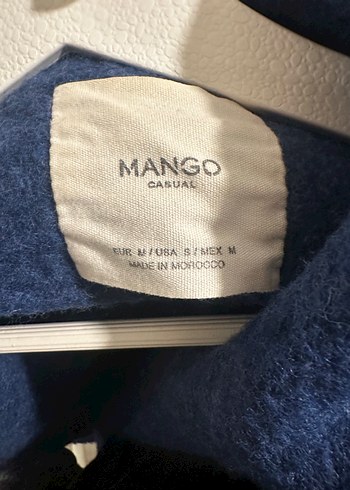 MANGO
CASUAL
EUR M / USA S / MEX M
MADE IN MOROCCO